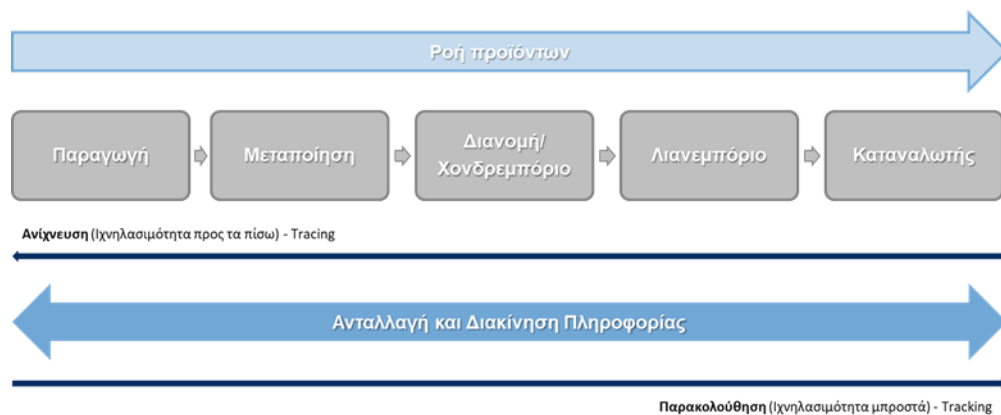 Ροή προϊόντων
Παραγωγή
Μεταποίηση
Διανομή/
Χονδρεμπόριο
Λιανεμπόριο
Καταναλωτής
Ανίχνευση (Ιχνηλασιμότητα προς τα πίσω) - Tracing
Ανταλλαγή και Διακίνηση Πληροφορίας
Παρακολούθηση (Ιχνηλασιμότητα μπροστά) - Tracking